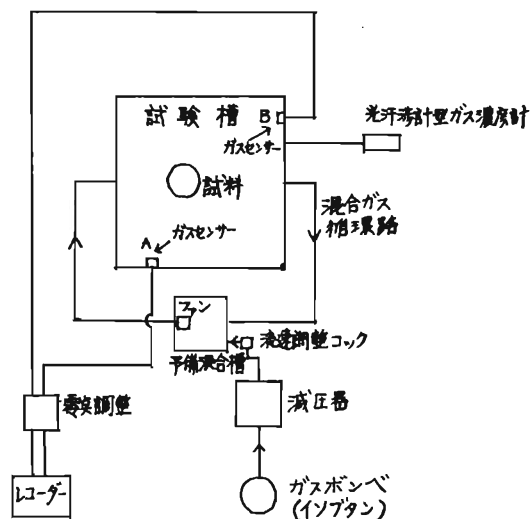 試験槽
B
ガスセンサー
光干渉計型ガス濃度計
試料
混合ガス
循環路
A
ガスセンサー
ファン
流速調整コック
予備混合槽
零点調整
減圧器
レコーダー
ガスボンベ
(イソブタン)